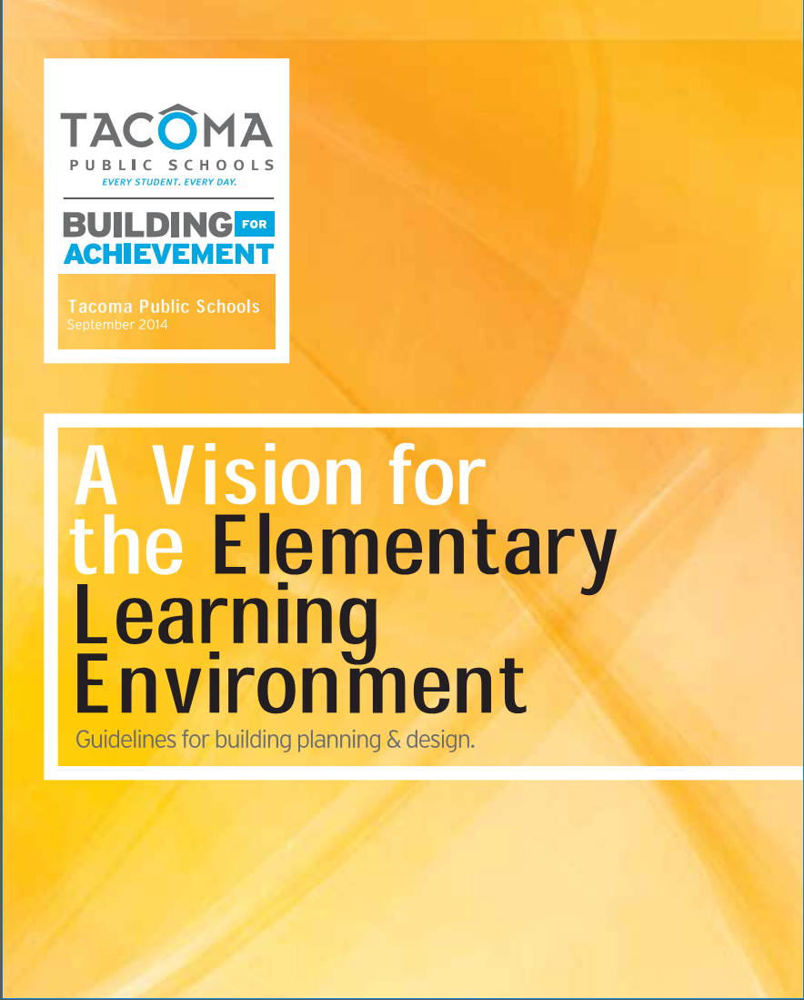 TACOMA
PUBLIC SCHOOLS
EVERY STUDENT. EVERY DAY.
BUILDING FOR
ACHIEVEMENT
Tacoma Public Schools
September 2014
A Vision for
the Elementary
Learning
Environment
Guidelines for building planning & design.